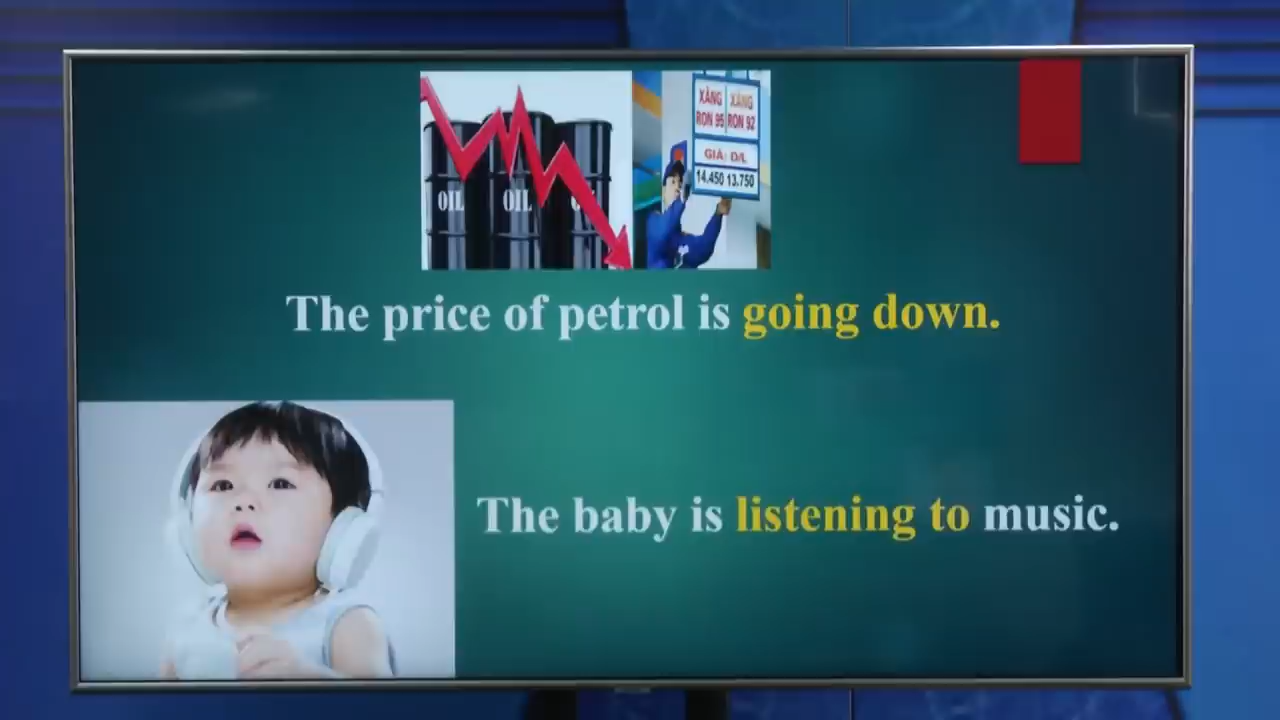 OIL OIL
XĂNG XĂNG
RON 95 RON 92
GIÁ: Đ/L
14.450 13.750
The price of petrol is going down.
The baby is listening to music.